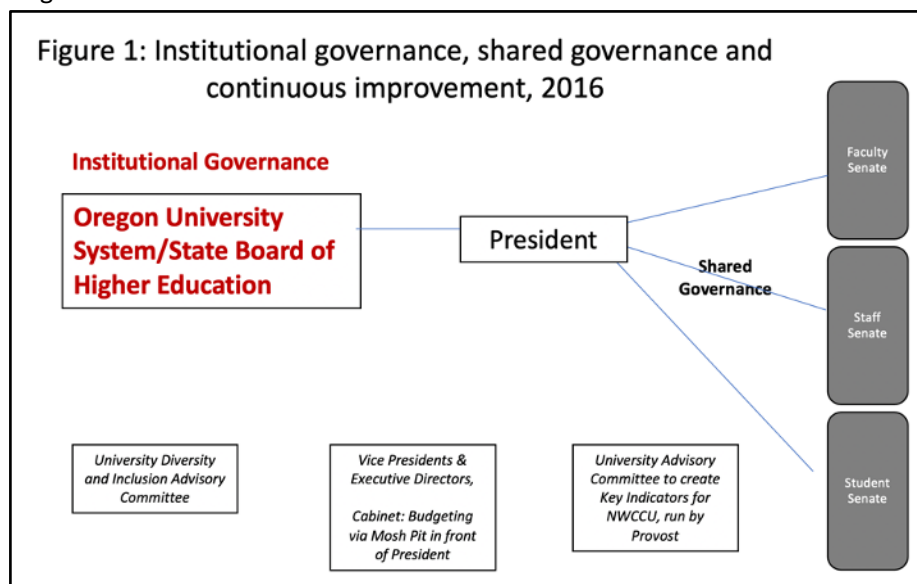 Figure 1: Institutional governance, shared governance and
continuous improvement, 2016
Institutional Governance
Oregon University
System/State Board of
Higher Education
President
Shared
Governance
Faculty
Senate
Staff
Senate
Student
Senate
University Diversity
and Inclusion Advisory
Committee
Vice Presidents &
Executive Directors,
Cabinet: Budgeting
via Mosh Pit in front
of President
University Advisory
Committee to create
Key Indicators for
NWCCU, run by
Provost